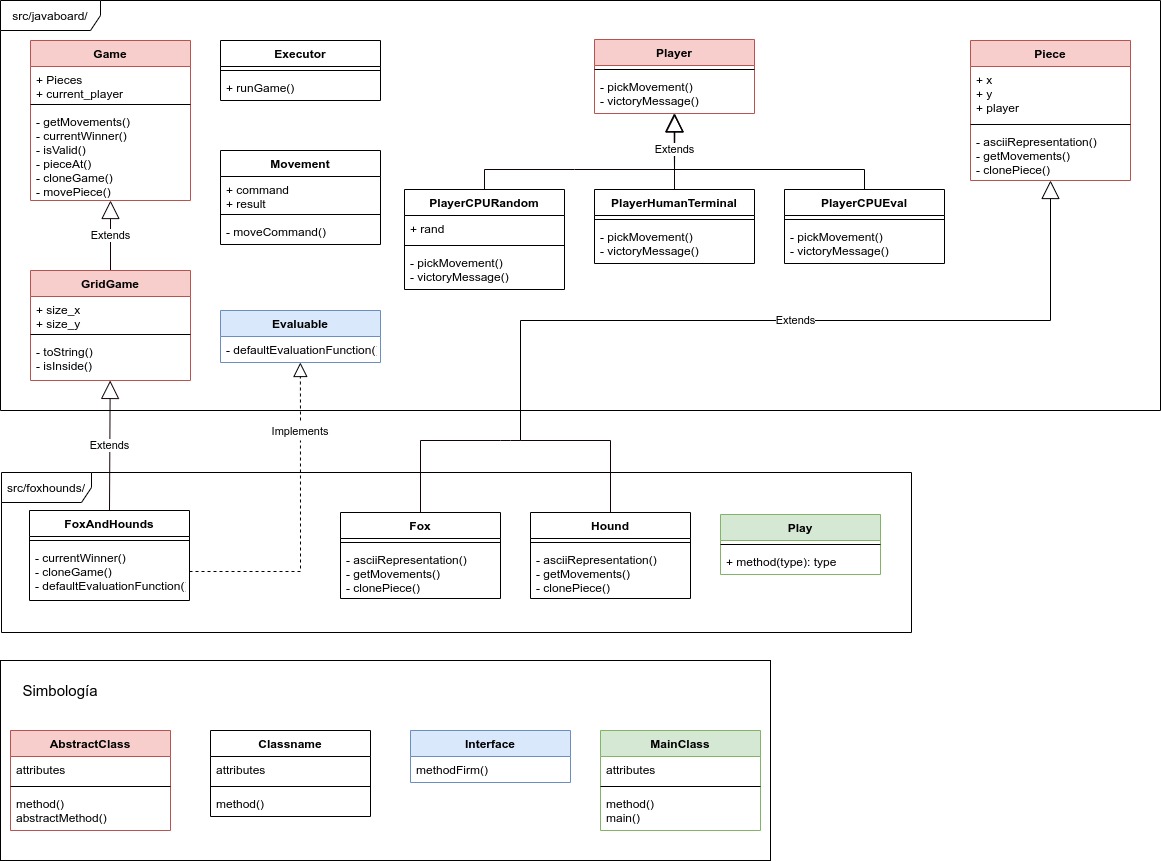 src/javaboard/
Game
+ Pieces
+ current_player
- getMovements()
- currentWinner()
- isValid()
- pieceAt()
- cloneGame()
- movePiece()
Extends
GridGame
+ size_x
+ size_y
- toString()
- isInside()
Extends
Executor
+ runGame()
Movement
+ command
+ result
- moveCommand()
Evaluable
- defaultEvaluationFunction(
Implements
Player
- pickMovement()
- victoryMessage()
Extends
PlayerCPURandom
+ rand
- pickMovement()
- victoryMessage()
PlayerHumanTerminal
- pickMovement()
- victoryMessage()
PlayerCPUEval
- pickMovement()
- victoryMessage()
Piece
+ x
+ y
+ player
- asciiRepresentation()
- getMovements()
- clonePiece()
Extends
src/foxhounds/
FoxAndHounds
- currentWinner()
- cloneGame()
- defaultEvaluationFunction(
Fox
- asciiRepresentation()
- getMovements()
- clonePiece()
Hound
- asciiRepresentation()
- getMovements()
- clonePiece()
Play
+ method(type): type
Simbología
AbstractClass
attributes
method()
abstractMethod()
Classname
attributes
method()
Interface
methodFirm()
MainClass
attributes
method()
main()